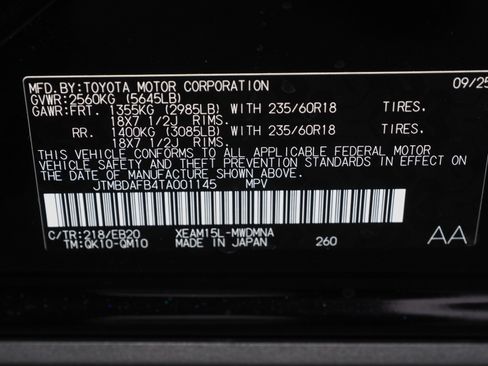 MFD.BY:TOYOTA MOTOR CORPORATION 09/25
GVWR:2560KG (5645LB)
GAWR:FRT. 1355KG (2985LB) WITH 235/60R18 TIRES.
18X7 1/2J RIMS.
RR. 1400KG (3085LB) WITH 235/60R18 TIRES.
18X7 1/2J RIMS.
THIS VEHICLE CONFORMS TO ALL APPLICABLE FEDERAL MOTOR
VEHICLE SAFETY AND THEFT PREVENTION STANDARDS IN EFFECT
ON THE DATE OF MANUFACTURE SHOWN ABOVE.
JTMBDAFB4TA001145 MPV
C/TR:218/EB20 XEAM15L-MWDMNA AA
TM:QK10-QM10 MADE IN JAPAN 260